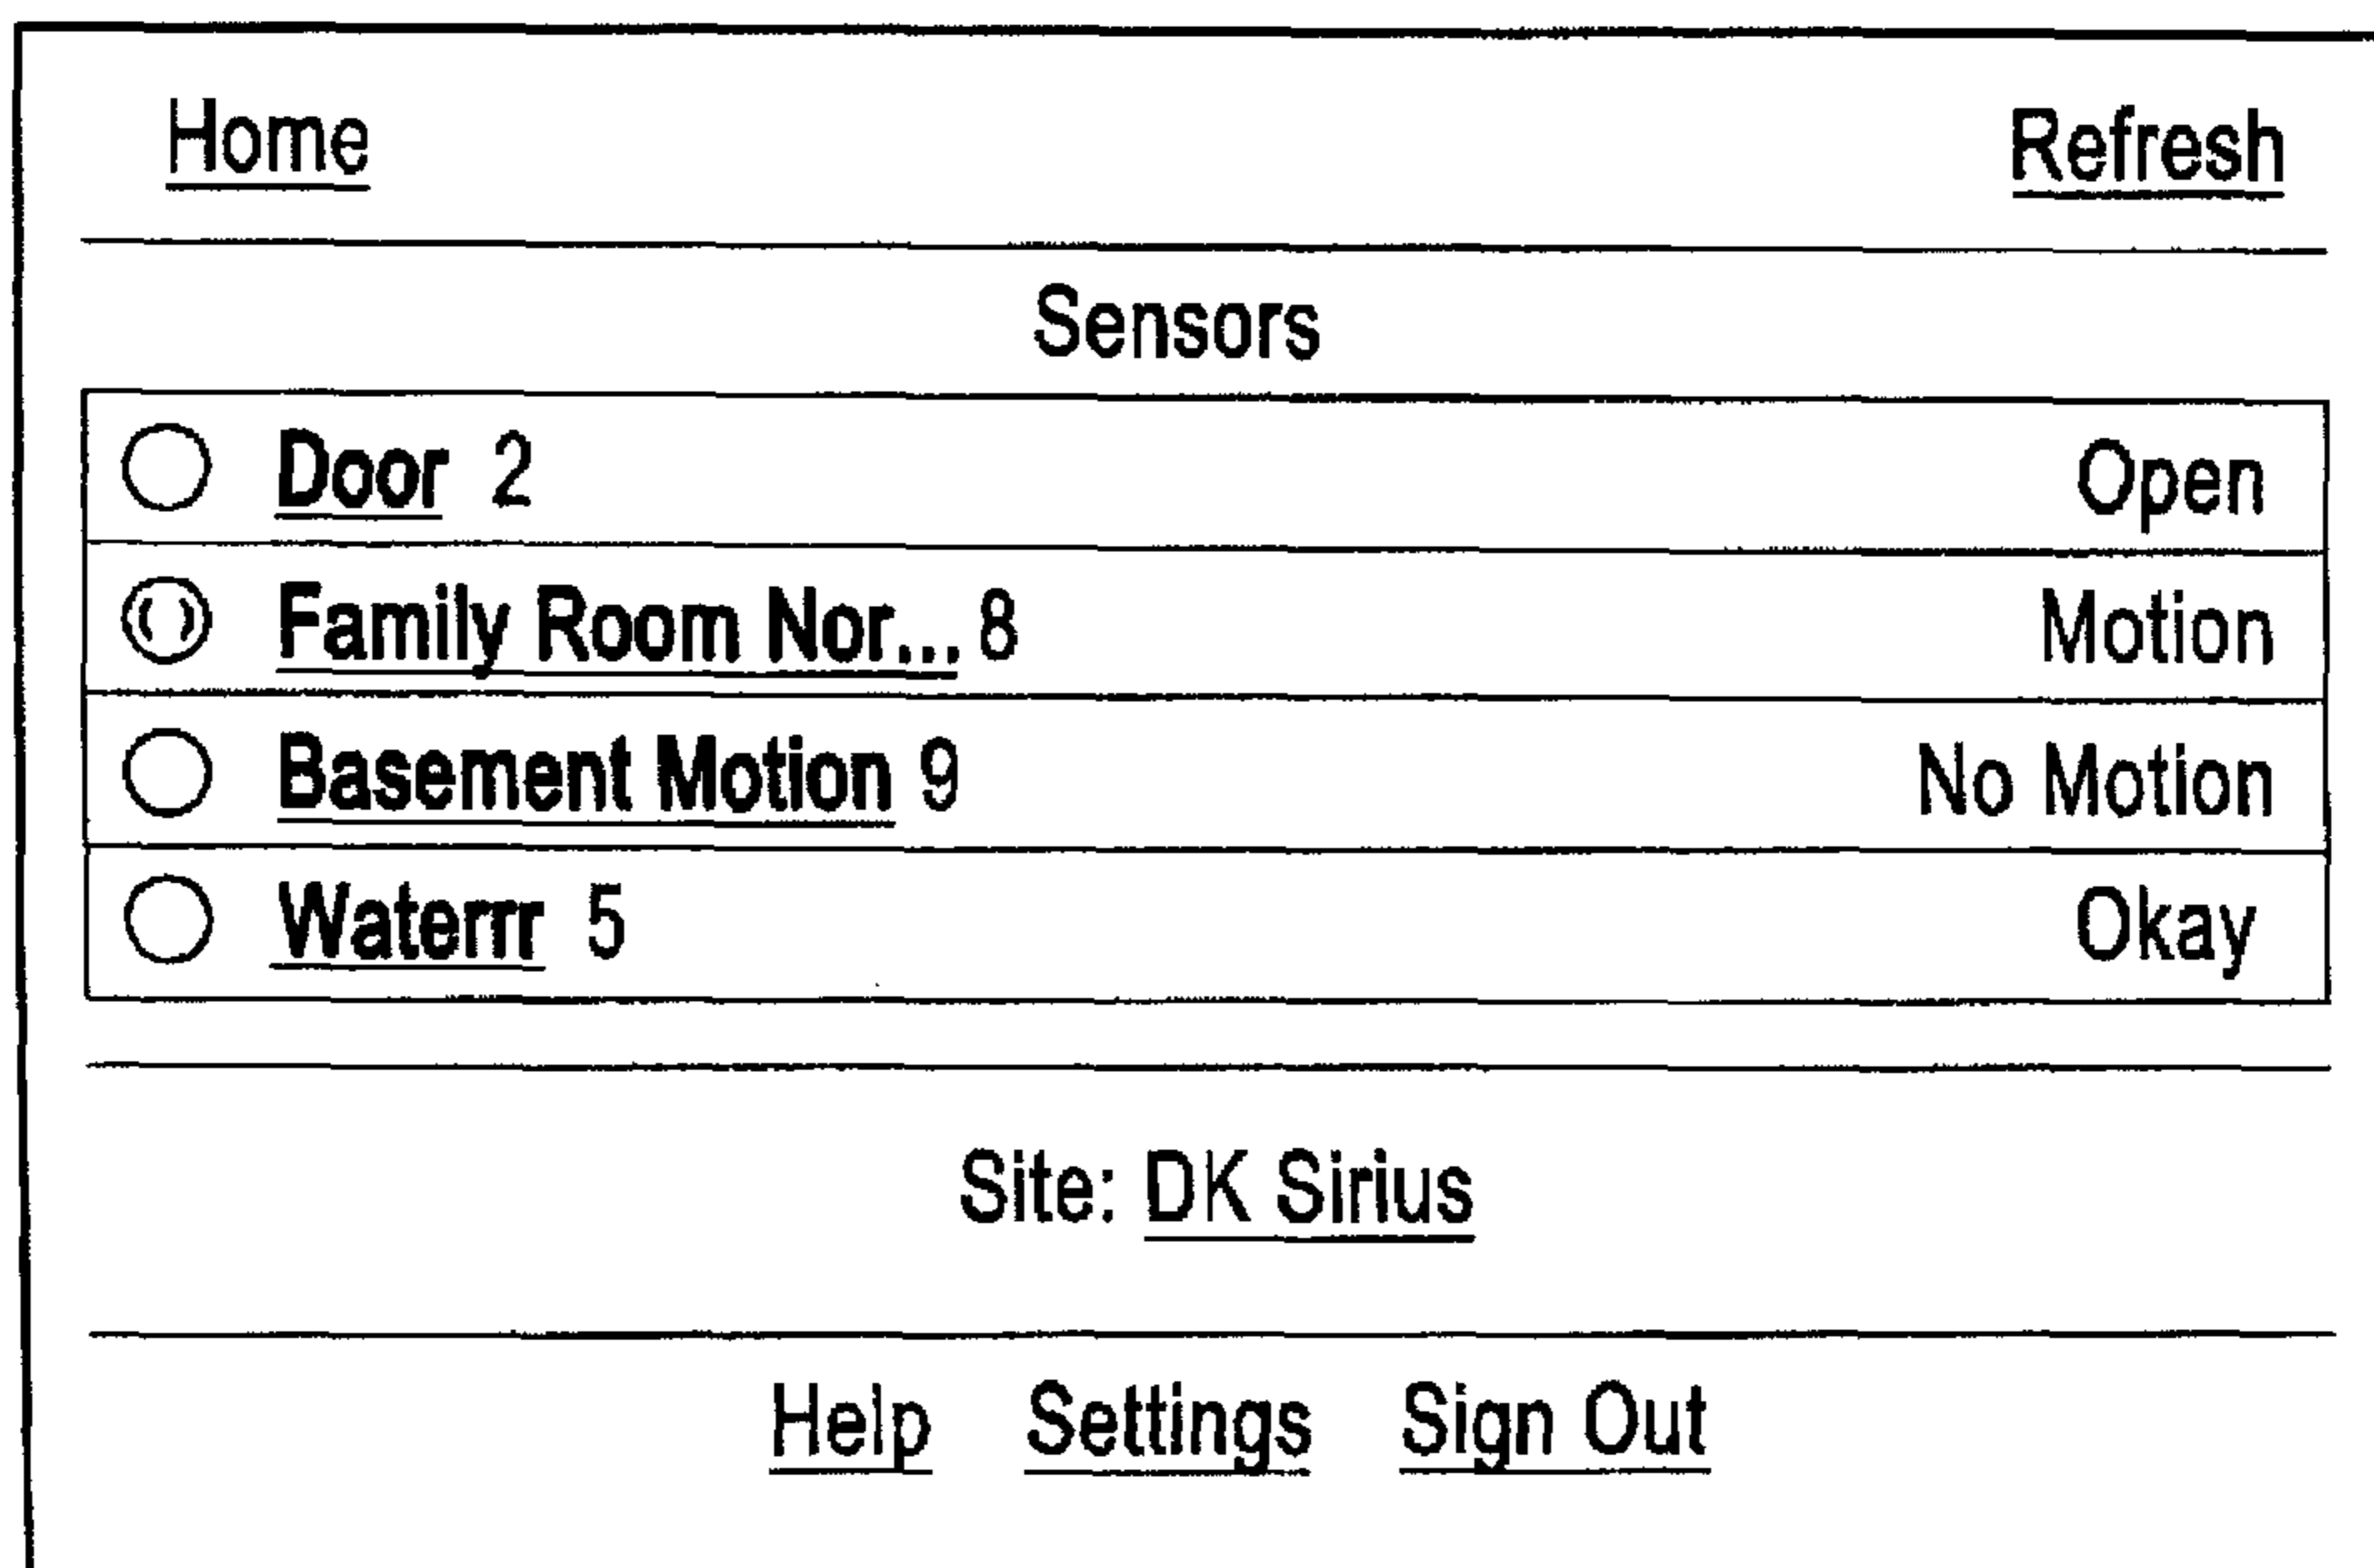 Home Refresh
Sensors
Door 2 Open
Family Room Nor... 8 Motion
Basement Motion 9 No Motion
Waterrr 5 Okay
Site: DK Sirius
Help Settings Sign Out